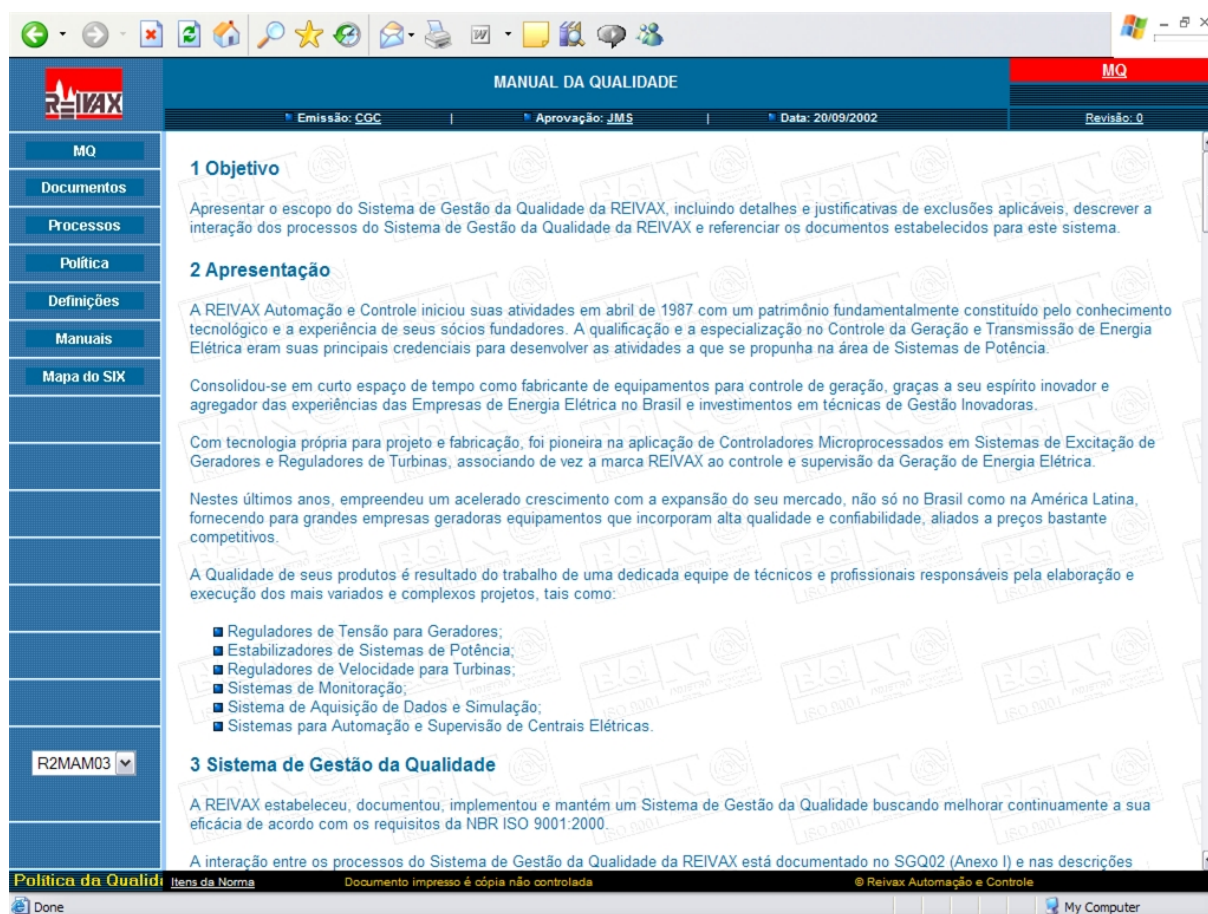 MANUAL DA QUALIDADE
MQ
REIVAX
Emissão: CGC | Aprovação: JMS | Data: 20/09/2002
Revisão: 0
MQ
Documentos
Processos
Política
Definições
Manuais
Mapa do SIX
R2MAM03
1 Objetivo
Apresentar o escopo do Sistema de Gestão da Qualidade da REIVAX, incluindo detalhes e justificativas de exclusões aplicáveis, descrever a
interação dos processos do Sistema de Gestão da Qualidade da REIVAX e referenciar os documentos estabelecidos para este sistema.
2 Apresentação
A REIVAX Automação e Controle iniciou suas atividades em abril de 1987 com um patrimônio fundamentalmente constituído pelo conhecimento
tecnológico e a experiência de seus sócios fundadores. A qualificação e a especialização no Controle da Geração e Transmissão de Energia
Elétrica eram suas principais credenciais para desenvolver as atividades a que se propunha na área de Sistemas de Potência.
Consolidou-se em curto espaço de tempo como fabricante de equipamentos para controle de geração, graças a seu espírito inovador e
agregador das experiências das Empresas de Energia Elétrica no Brasil e investimentos em técnicas de Gestão Inovadoras.
Com tecnologia própria para projeto e fabricação, foi pioneira na aplicação de Controladores Microprocessados em Sistemas de Excitação de
Geradores e Reguladores de Turbinas, associando de vez a marca REIVAX ao controle e supervisão da Geração de Energia Elétrica.
Nestes últimos anos, empreendeu um acelerado crescimento com a expansão do seu mercado, não só no Brasil como na América Latina,
fornecendo para grandes empresas geradoras equipamentos que incorporam alta qualidade e confiabilidade, aliados a preços bastante
competitivos.
A Qualidade de seus produtos é resultado do trabalho de uma dedicada equipe de técnicos e profissionais responsáveis pela elaboração e
execução dos mais variados e complexos projetos, tais como:
Reguladores de Tensão para Geradores;
Estabilizadores de Sistemas de Potência;
Reguladores de Velocidade para Turbinas;
Sistemas de Monitoração;
Sistema de Aquisição de Dados e Simulação;
Sistemas para Automação e Supervisão de Centrais Elétricas.
3 Sistema de Gestão da Qualidade
A REIVAX estabeleceu, documentou, implementou e mantém um Sistema de Gestão da Qualidade buscando melhorar continuamente a sua
eficácia de acordo com os requisitos da NBR ISO 9001:2000.
A interação entre os processos do Sistema de Gestão da Qualidade da REIVAX está documentado no SGQ02 (Anexo I) e nas descrições
Política da Qualid
Itens da Norma
Documento impresso é cópia não controlada
© Reivax Automação e Controle
Done
My Computer